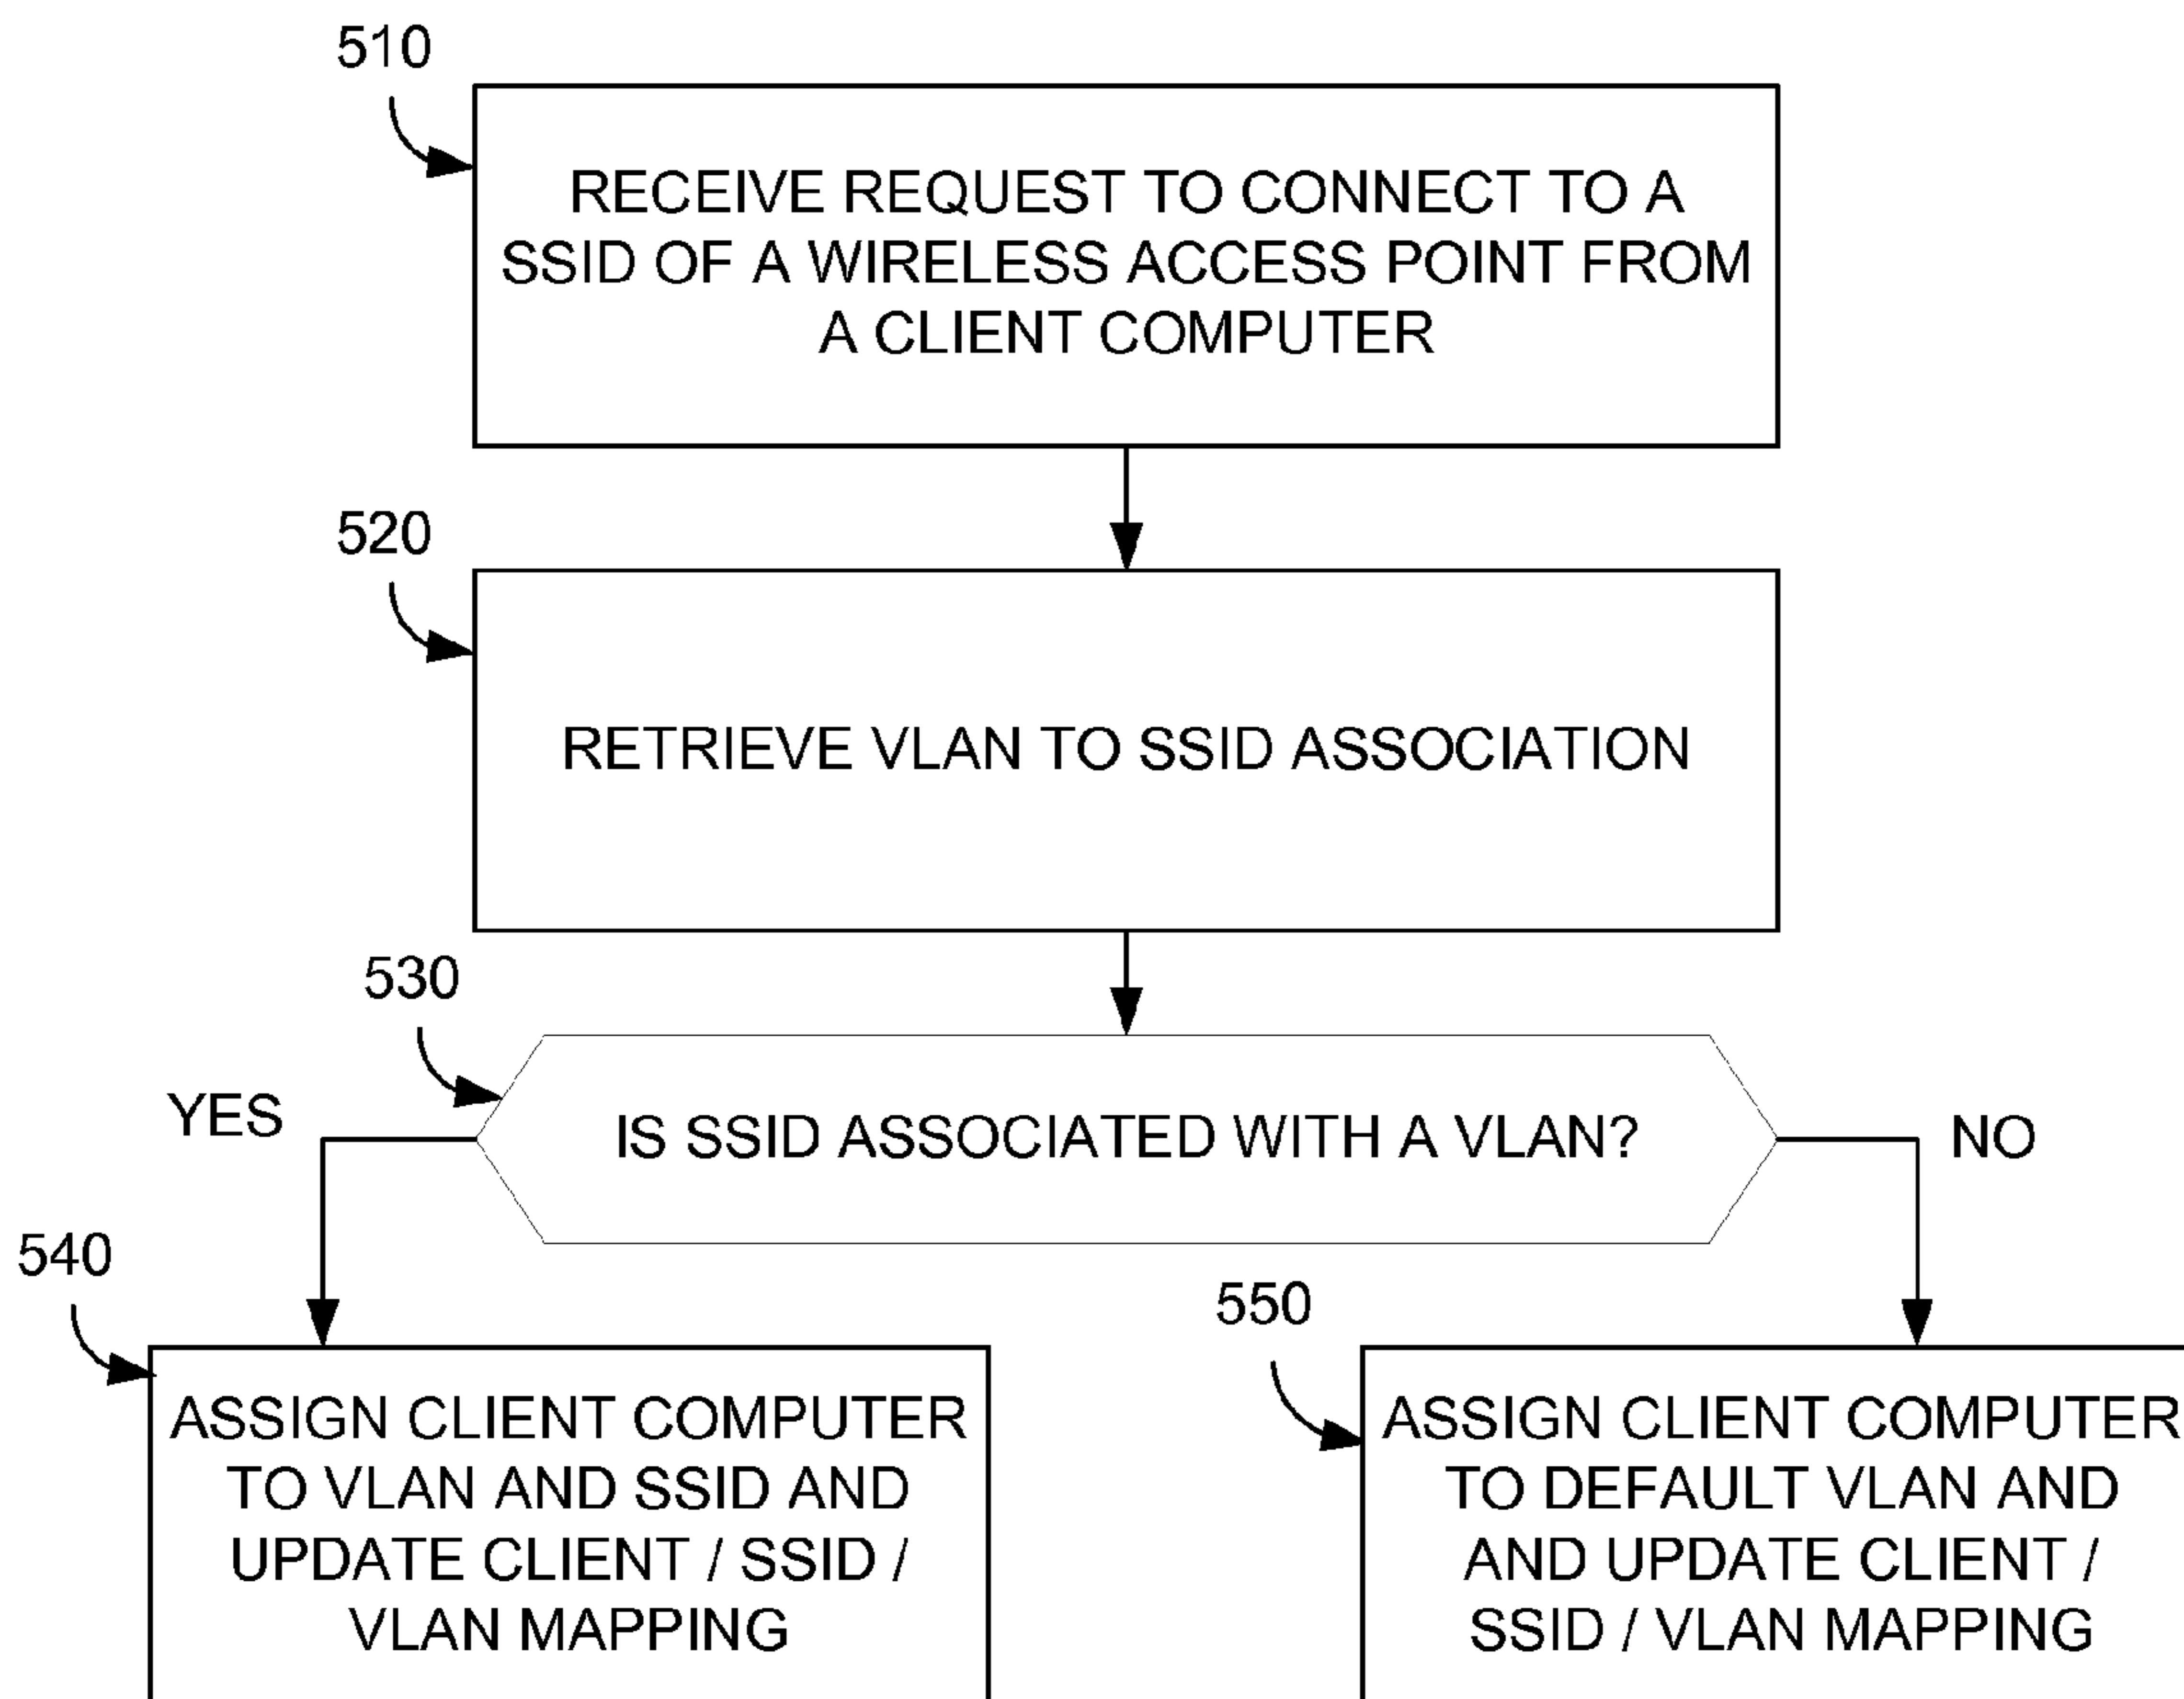 510
RECEIVE REQUEST TO CONNECT TO A
SSID OF A WIRELESS ACCESS POINT FROM
A CLIENT COMPUTER
520
RETRIEVE VLAN TO SSID ASSOCIATION
530
YES
IS SSID ASSOCIATED WITH A VLAN?
NO
540
ASSIGN CLIENT COMPUTER
TO VLAN AND SSID AND
UPDATE CLIENT / SSID /
VLAN MAPPING
550
ASSIGN CLIENT COMPUTER
TO DEFAULT VLAN AND
AND UPDATE CLIENT /
SSID / VLAN MAPPING